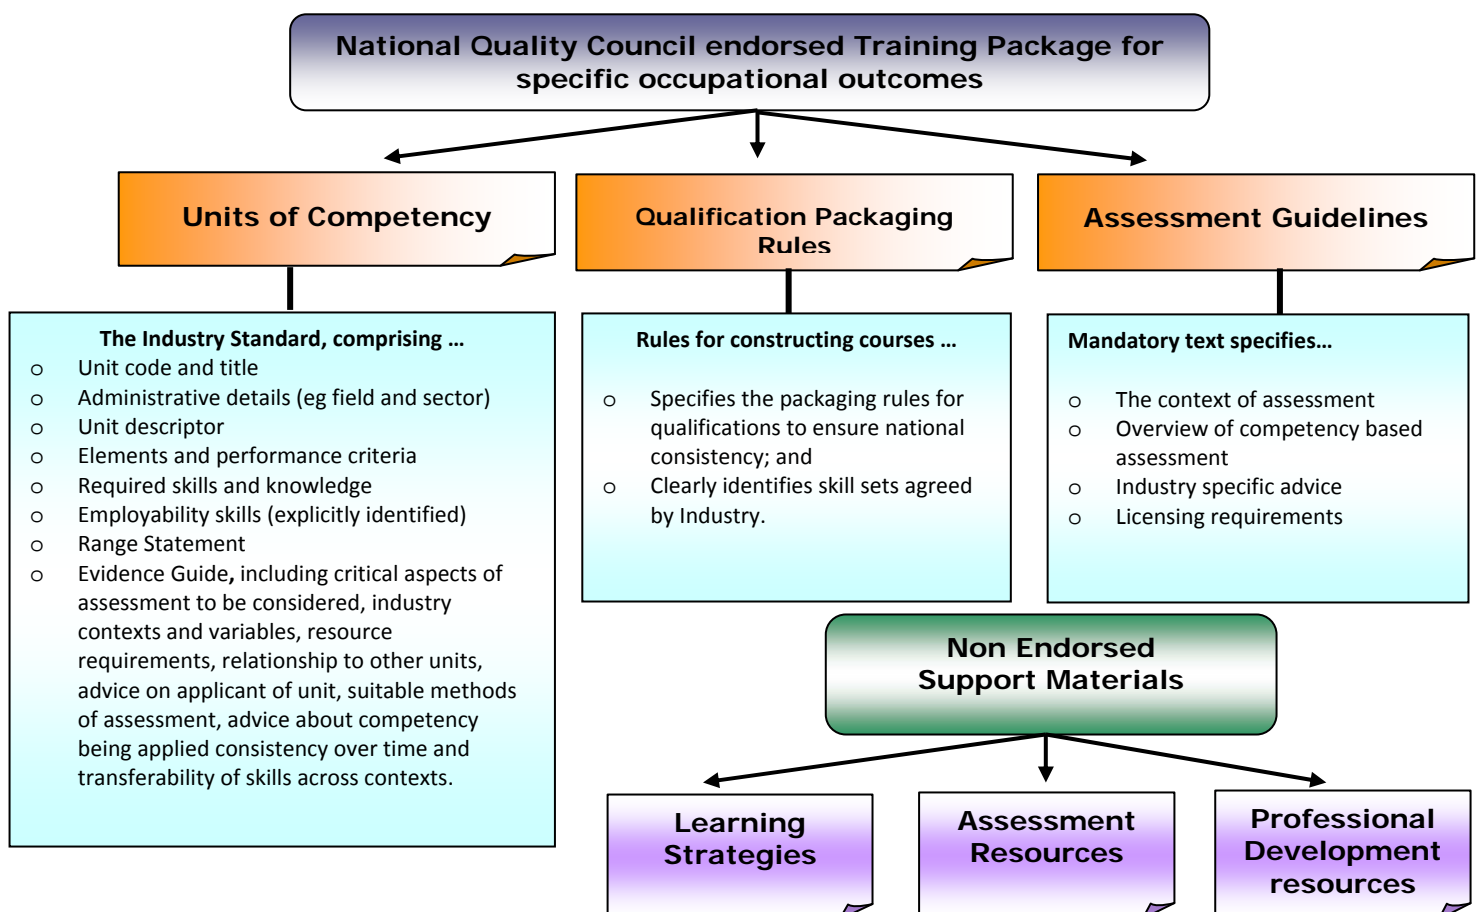 National Quality Council endorsed Training Package for
specific occupational outcomes
Units of Competency
Qualification Packaging
Rules
Assessment Guidelines
The Industry Standard, comprising …
o Unit code and title
o Administrative details (eg field and sector)
o Unit descriptor
o Elements and performance criteria
o Required skills and knowledge
o Employability skills (explicitly identified)
o Range Statement
o Evidence Guide, including critical aspects of
assessment to be considered, industry
contexts and variables, resource
requirements, relationship to other units,
advice on applicant of unit, suitable methods
of assessment, advice about competency
being applied consistency over time and
transferability of skills across contexts.
Rules for constructing courses …
o Specifies the packaging rules for
qualifications to ensure national
consistency; and
o Clearly identifies skill sets agreed
by Industry.
Mandatory text specifies…
o The context of assessment
o Overview of competency based
assessment
o Industry specific advice
o Licensing requirements
Non Endorsed
Support Materials
Learning
Strategies
Assessment
Resources
Professional
Development
resources